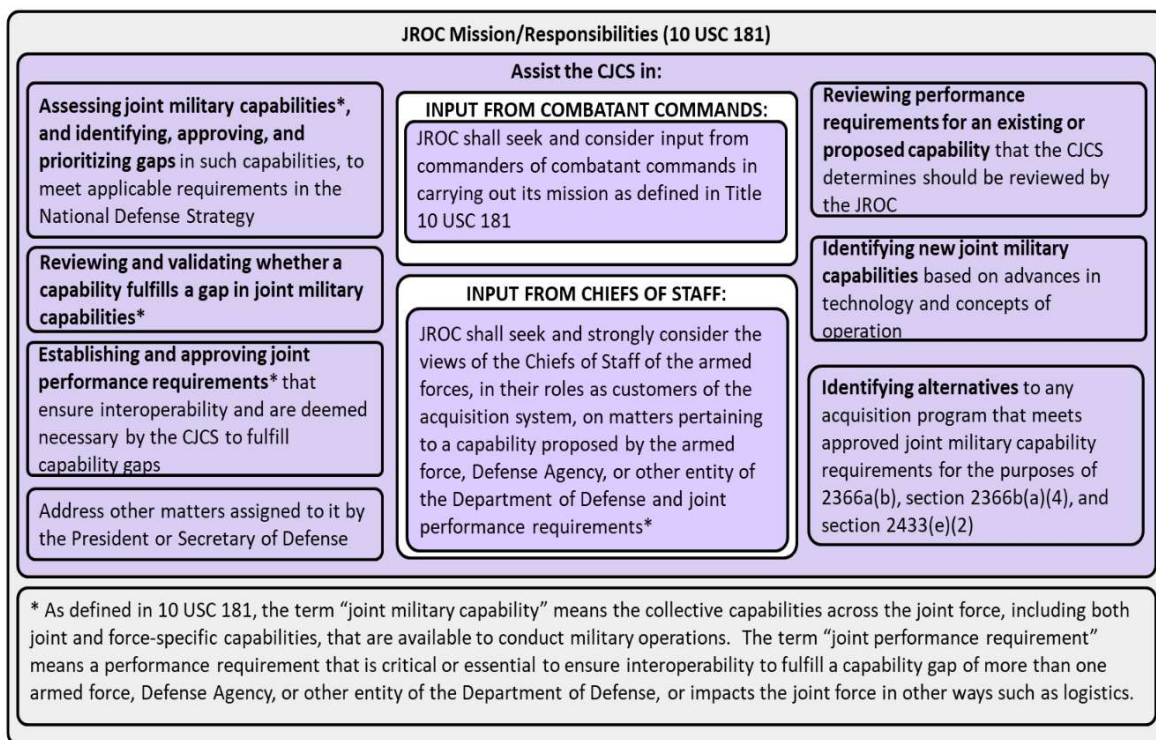 JROC Mission/Responsibilities (10 USC 181)
Assist the CJCS in:
Assessing joint military capabilities*,
and identifying, approving, and
prioritizing gaps in such capabilities, to
meet applicable requirements in the
National Defense Strategy
Reviewing and validating whether a
capability fulfills a gap in joint military
capabilities*
Establishing and approving joint
performance requirements* that
ensure interoperability and are deemed
necessary by the CJCS to fulfill
capability gaps
Address other matters assigned to it by
the President or Secretary of Defense
INPUT FROM COMBATANT COMMANDS:
JROC shall seek and consider input from
commanders of combatant commands in
carrying out its mission as defined in Title
10 USC 181
INPUT FROM CHIEFS OF STAFF:
JROC shall seek and strongly consider the
views of the Chiefs of Staff of the armed
forces, in their roles as customers of the
acquisition system, on matters pertaining
to a capability proposed by the armed
force, Defense Agency, or other entity of
the Department of Defense and joint
performance requirements*
Reviewing performance
requirements for an existing or
proposed capability that the CJCS
determines should be reviewed by
the JROC
Identifying new joint military
capabilities based on advances in
technology and concepts of
operation
Identifying alternatives to any
acquisition program that meets
approved joint military capability
requirements for the purposes of
2366a(b), section 2366b(a)(4), and
section 2433(e)(2)
* As defined in 10 USC 181, the term “joint military capability” means the collective capabilities across the joint force, including both
joint and force-specific capabilities, that are available to conduct military operations. The term “joint performance requirement”
means a performance requirement that is critical or essential to ensure interoperability to fulfill a capability gap of more than one
armed force, Defense Agency, or other entity of the Department of Defense, or impacts the joint force in other ways such as logistics.